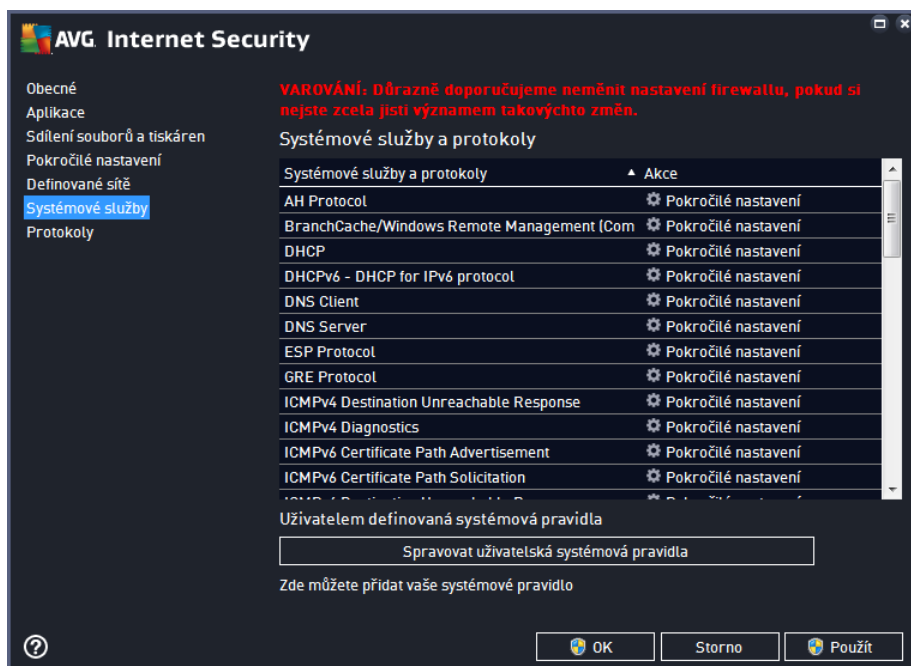 AVG Internet Security
Obecné
Aplikace
Sdílení souborů a tiskáren
Pokročilé nastavení
Definované sítě
Systémové služby
Protokoly
VAROVÁNÍ: Důrazně doporučujeme neměnit nastavení firewallu, pokud si
nejste zcela jisti významem takovýchto změn.
Systémové služby a protokoly
Systémové služby a protokoly Akce
AH Protocol Pokročilé nastavení
BranchCache/Windows Remote Management (Com Pokročilé nastavení
DHCP Pokročilé nastavení
DHCPv6 - DHCP for IPv6 protocol Pokročilé nastavení
DNS Client Pokročilé nastavení
DNS Server Pokročilé nastavení
ESP Protocol Pokročilé nastavení
GRE Protocol Pokročilé nastavení
ICMPv4 Destination Unreachable Response Pokročilé nastavení
ICMPv4 Diagnostics Pokročilé nastavení
ICMPv6 Certificate Path Advertisement Pokročilé nastavení
ICMPv6 Certificate Path Solicitation Pokročilé nastavení
Uživatelem definovaná systémová pravidla
Spravovat uživatelská systémová pravidla
Zde můžete přidat vaše systémové pravidlo
OK Storno Použít